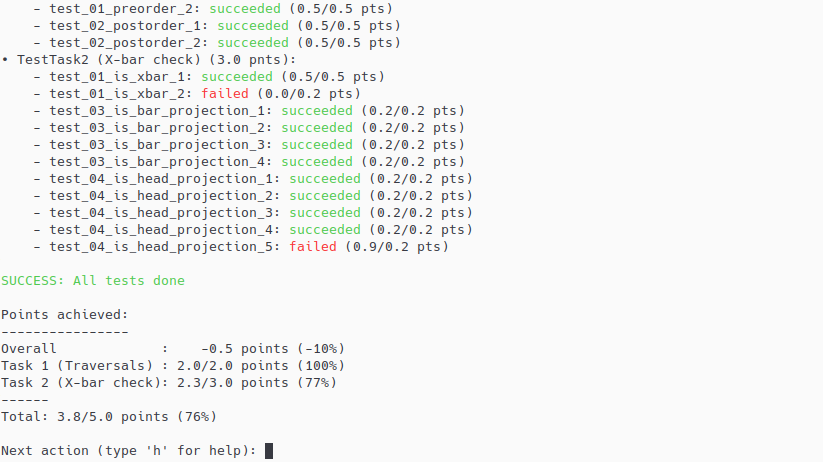 – test_01_preorder_2: succeeded (0.5/0.5 pts)
– test_02_postorder_1: succeeded (0.5/0.5 pts)
– test_02_postorder_2: succeeded (0.5/0.5 pts)
• TestTask2 (X-bar check) (3.0 pnts):
– test_01_is_xbar_1: succeeded (0.5/0.5 pts)
– test_01_is_xbar_2: failed (0.0/0.2 pts)
– test_03_is_bar_projection_1: succeeded (0.2/0.2 pts)
– test_03_is_bar_projection_2: succeeded (0.2/0.2 pts)
– test_03_is_bar_projection_3: succeeded (0.2/0.2 pts)
– test_03_is_bar_projection_4: succeeded (0.2/0.2 pts)
– test_04_is_head_projection_1: succeeded (0.2/0.2 pts)
– test_04_is_head_projection_2: succeeded (0.2/0.2 pts)
– test_04_is_head_projection_3: succeeded (0.2/0.2 pts)
– test_04_is_head_projection_4: succeeded (0.2/0.2 pts)
– test_04_is_head_projection_5: failed (0.9/0.2 pts)
SUCCESS: All tests done
Points achieved:
----------------
Overall             :    -0.5 points (-10%)
Task 1 (Traversals) : 2.0/2.0 points (100%)
Task 2 (X-bar check): 2.3/3.0 points (77%)
------
Total: 3.8/5.0 points (76%)
Next action (type 'h' for help):